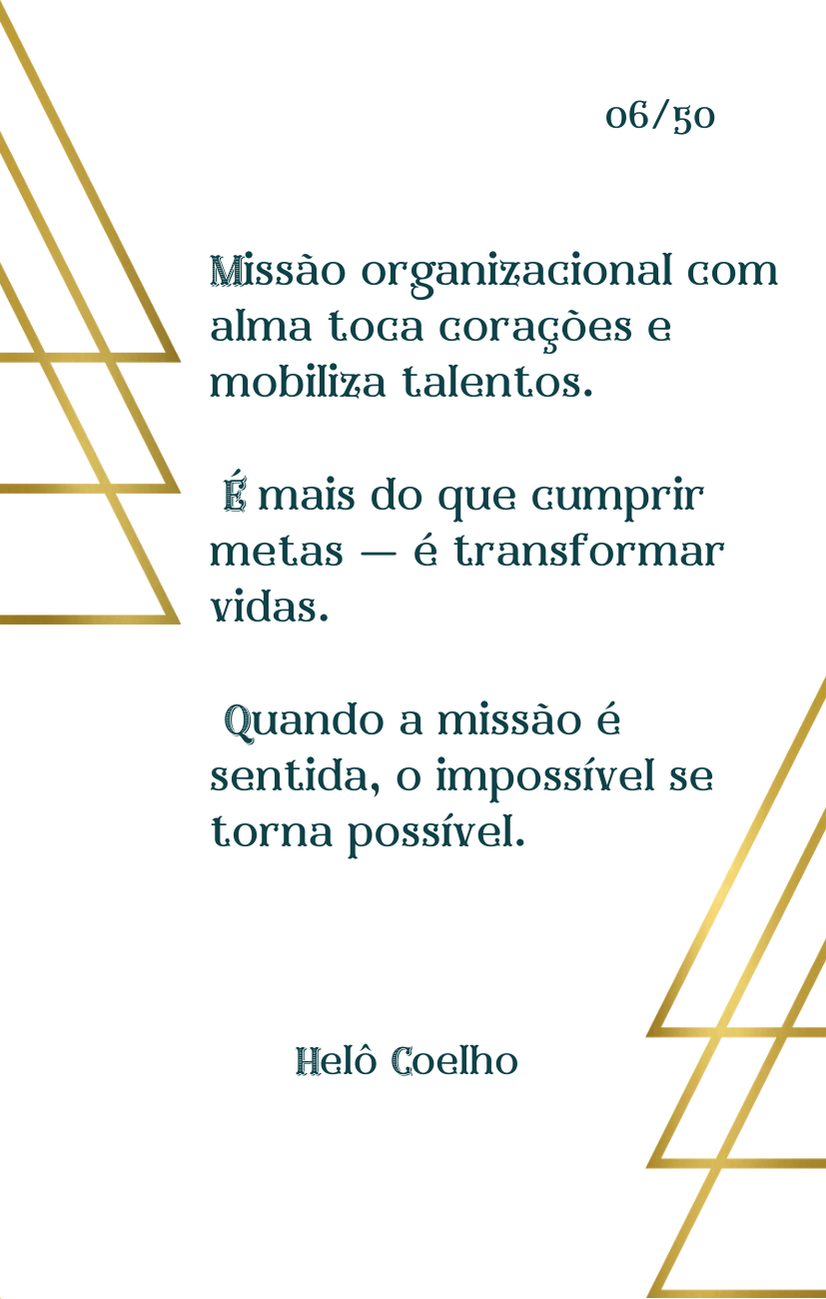 06/50
Missão organizacional com
alma toca corações e
mobiliza talentos.
É mais do que cumprir
metas — é transformar
vidas.
Quando a missão é
sentida, o impossível se
torna possível.
Helô Coelho